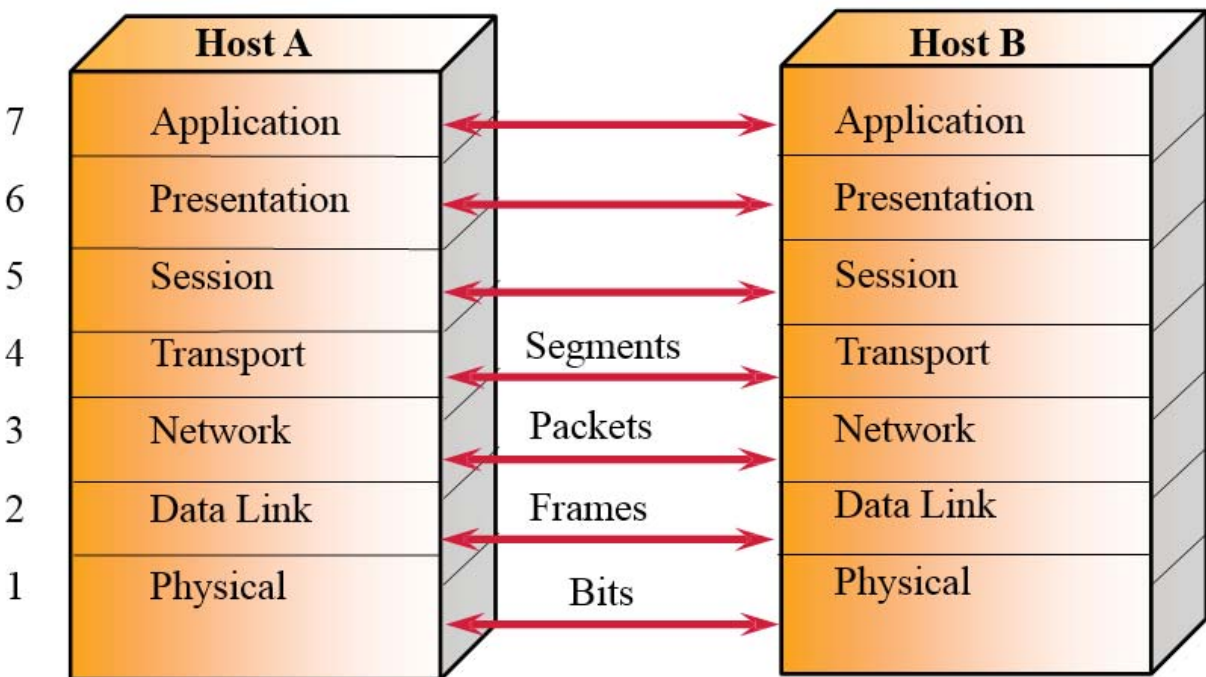 Host A
Host B
7
Application
Application
6
Presentation
Presentation
5
Session
Session
4
Transport
Segments
Transport
3
Network
Packets
Network
2
Data Link
Frames
Data Link
1
Physical
Bits
Physical